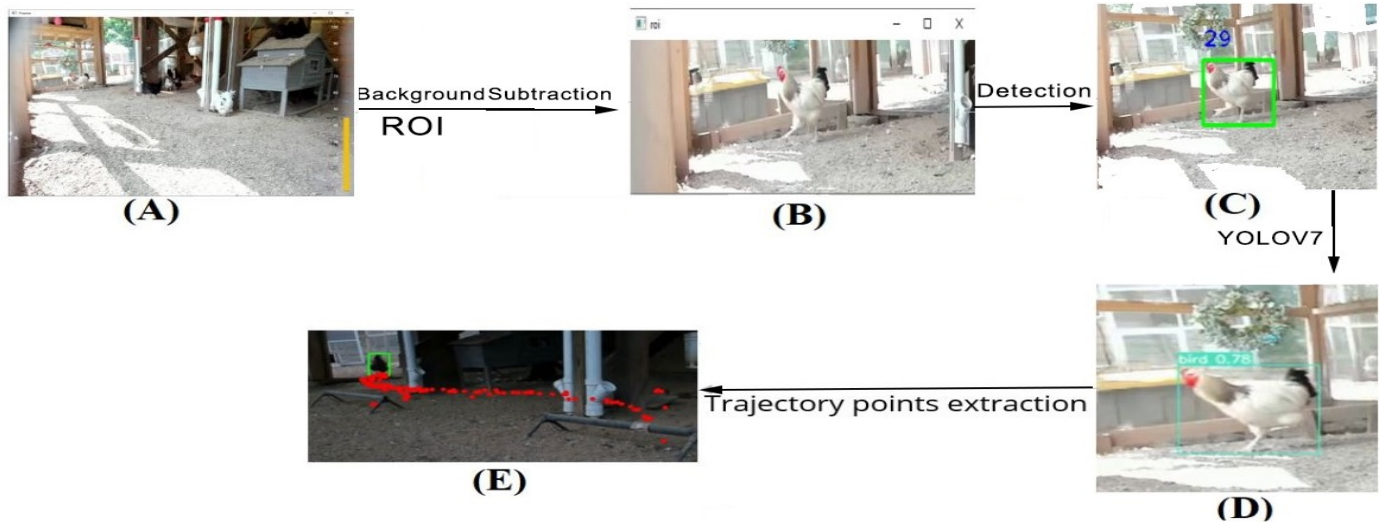 Background Subtraction
ROI
(A)
roi
(B)
Detection
29
(C)
YOLOV7
bird 0.78
(D)
Trajectory points extraction
(E)